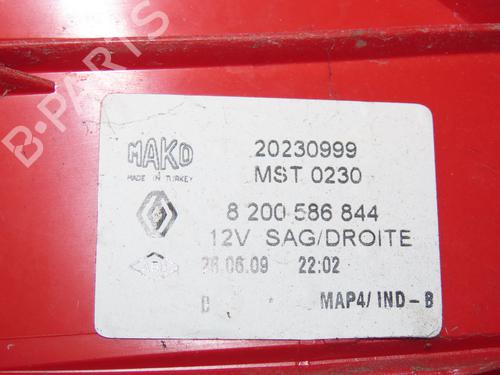 B-PARTS
MAKO
MADE IN TURKEY
20230999
MST 0230
8 200 586 844
12V SAG/DROITE
26.06.09 22:02
MAP4/ IND-B